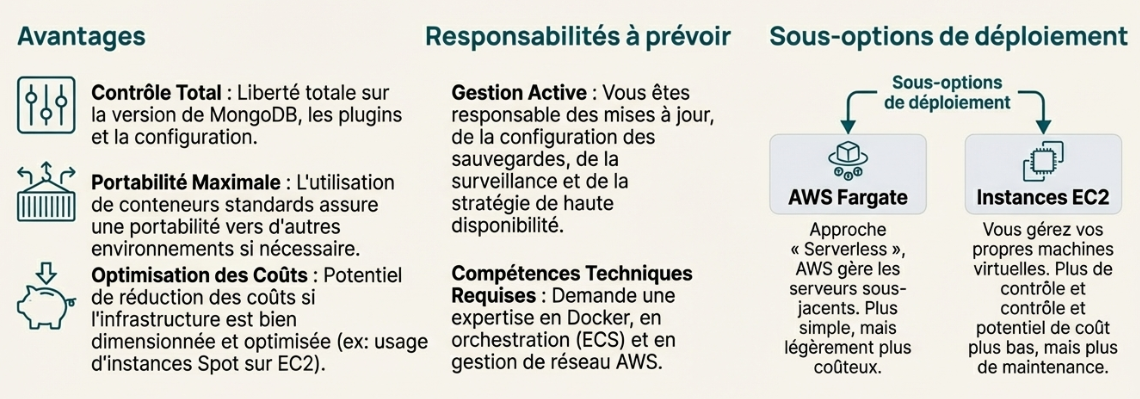 Avantages
Contrôle Total : Liberté totale sur
la version de MongoDB, les plugins
et la configuration.
Portabilité Maximale : L'utilisation
de conteneurs standards assure
une portabilité vers d'autres
environnements si nécessaire.
Optimisation des Coûts : Potentiel
de réduction des coûts si
l'infrastructure est bien
dimensionnée et optimisée (ex: usage
d'instances Spot sur EC2).
Responsabilités à prévoir
Gestion Active : Vous êtes
responsable des mises à jour,
de la configuration des
sauvegardes, de la
surveillance et de la
stratégie de haute
disponibilité.
Compétences Techniques
Requises : Demande une
expertise en Docker, en
orchestration (ECS) et en
gestion de réseau AWS.
Sous-options de déploiement
Sous-options
de déploiement
AWS Fargate
Approche
« Serverless »,
AWS gère les
serveurs sous-
jacents. Plus
simple, mais
légèrement plus
coûteux.
Instances EC2
Vous gérez vos
propres machines
virtuelles. Plus de
contrôle et
contrôle et
potentiel de coût
plus bas, mais plus
de maintenance.